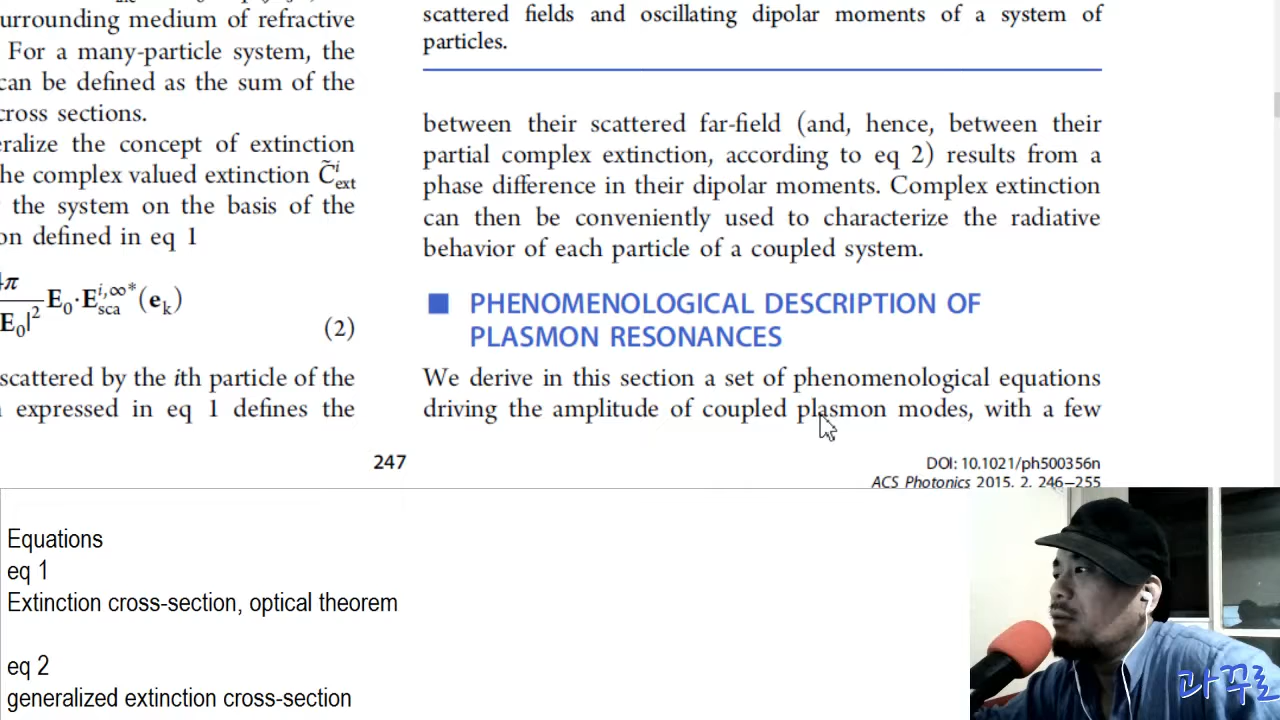 urrounding medium of refractive
For a many-particle system, the
can be defined as the sum of the
cross sections.
eralize the concept of extinction
he complex valued extinction C̃ⁱext
the system on the basis of the
on defined in eq 1
4π/|E₀|² E₀·E^{i,∞*}_{sca}(e_k)
(2)
scattered by the ith particle of the
expressed in eq 1 defines the
scattered fields and oscillating dipolar moments of a system of
particles.
between their scattered far-field (and, hence, between their
partial complex extinction, according to eq 2) results from a
phase difference in their dipolar moments. Complex extinction
can then be conveniently used to characterize the radiative
behavior of each particle of a coupled system.
■ PHENOMENOLOGICAL DESCRIPTION OF
PLASMON RESONANCES
We derive in this section a set of phenomenological equations
driving the amplitude of coupled plasmon modes, with a few
247
DOI: 10.1021/ph500356n
ACS Photonics 2015, 2, 246−255
Equations
eq 1
Extinction cross-section, optical theorem
eq 2
generalized extinction cross-section
과꾸로